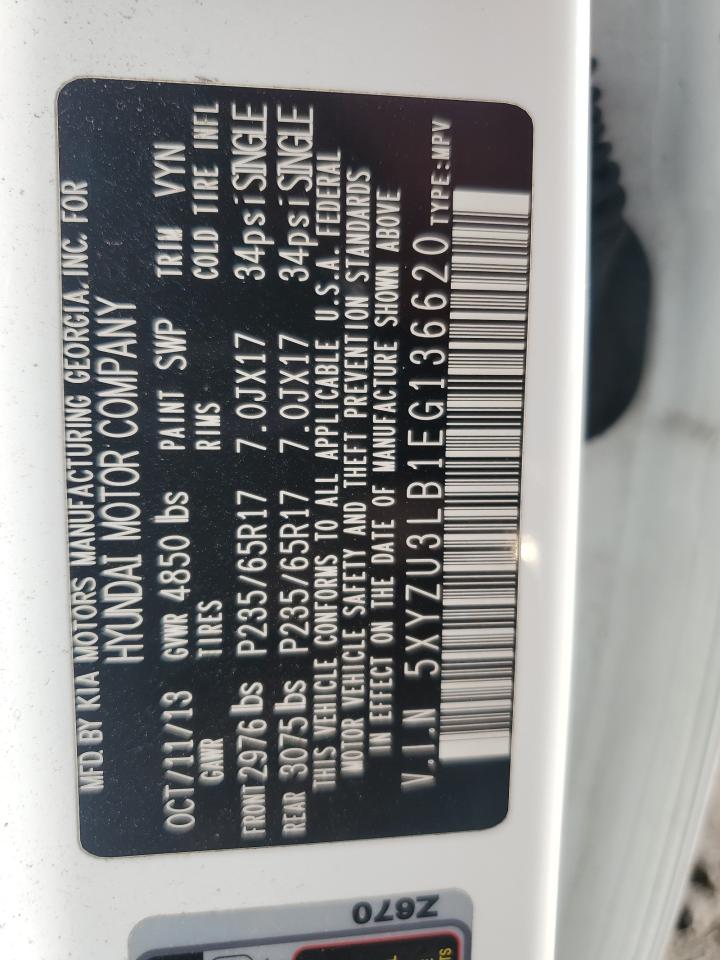 MFD. BY KIA MOTORS MANUFACTURING GEORGIA, INC. FOR
HYUNDAI MOTOR COMPANY
OCT/11/13 GVWR 4850 lbs PAINT SWP TRIM VYN
GAWR TIRES RIMS COLD TIRE INFL
FRONT 2976 lbs P235/65R17 7.0JX17 34psi SINGLE
REAR 3075 lbs P235/65R17 7.0JX17 34psi SINGLE
THIS VEHICLE CONFORMS TO ALL APPLICABLE U.S.A. FEDERAL
MOTOR VEHICLE SAFETY AND THEFT PREVENTION STANDARDS
IN EFFECT ON THE DATE OF MANUFACTURE SHOWN ABOVE
V.I.N 5XYZU3LB1EG136620 TYPE:MPV
Z670